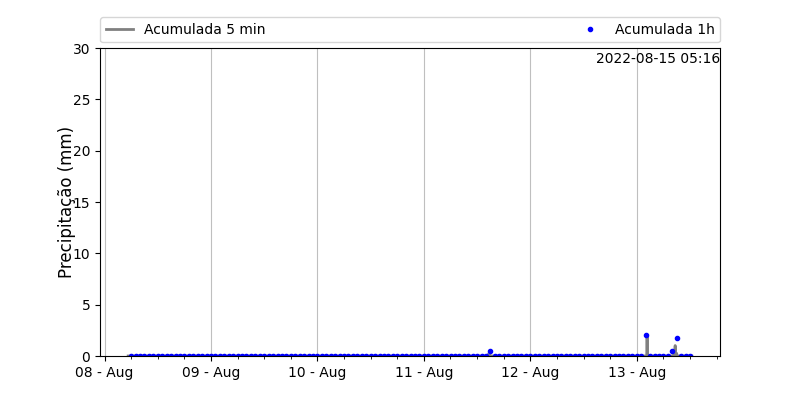 Acumulada 5 min
Acumulada 1h
2022-08-15 05:16
Precipitação (mm)
30
25
20
15
10
5
0
08 - Aug
09 - Aug
10 - Aug
11 - Aug
12 - Aug
13 - Aug